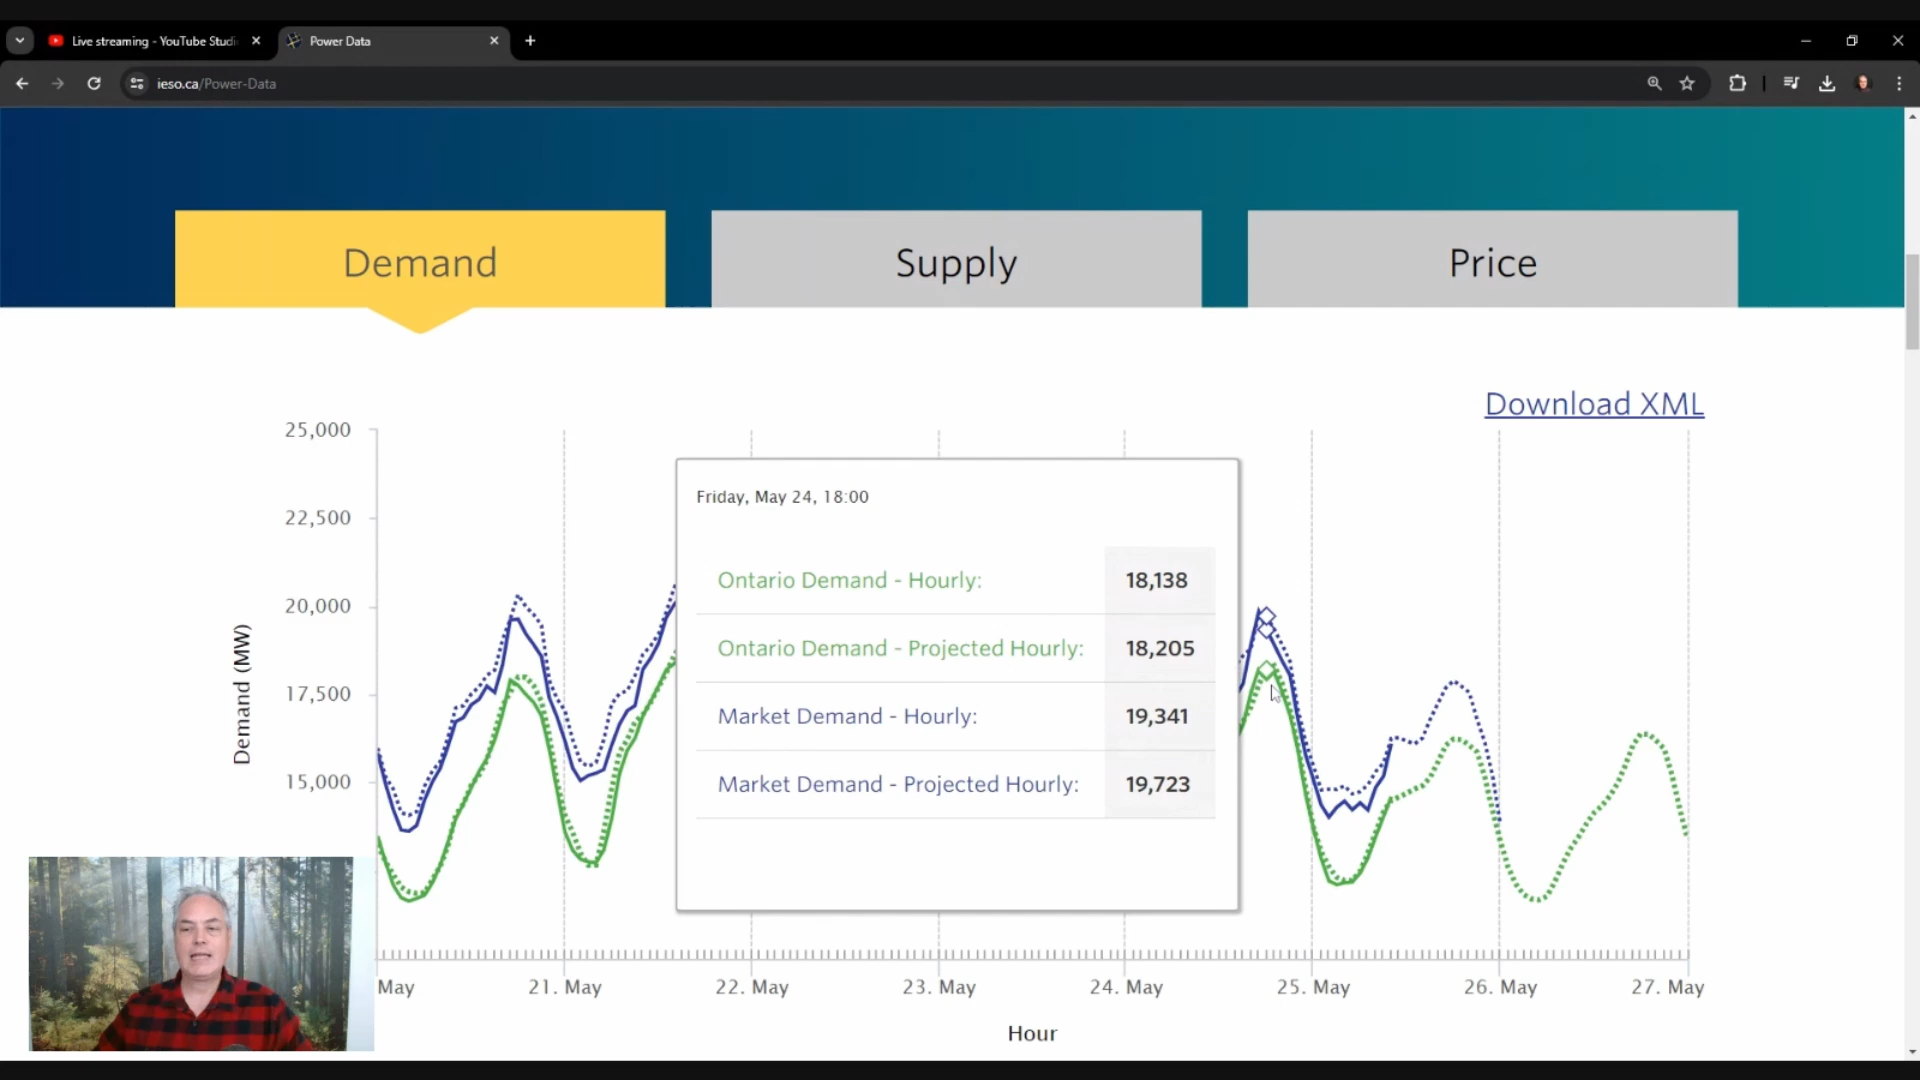 Live streaming - YouTube Studi
Power Data
ieso.ca/Power-Data
Demand
Supply
Price
Download XML
25,000
22,500
20,000
17,500
15,000
Demand (MW)
Friday, May 24, 18:00
Ontario Demand - Hourly: 18,138
Ontario Demand - Projected Hourly: 18,205
Market Demand - Hourly: 19,341
Market Demand - Projected Hourly: 19,723
May 21. May 22. May 23. May 24. May 25. May 26. May 27. May
Hour